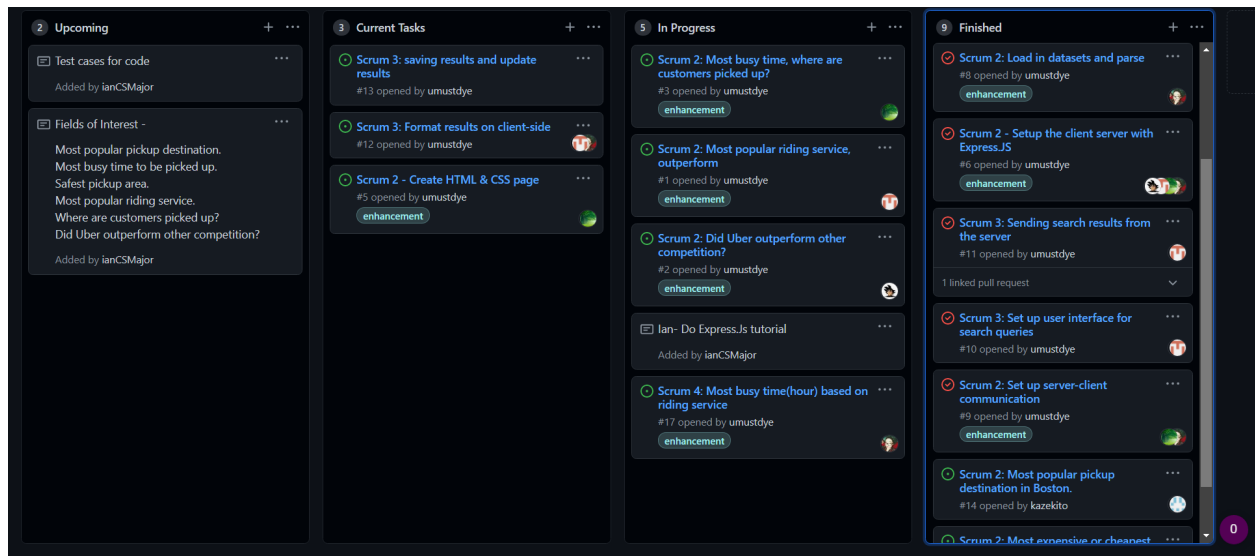 2 Upcoming
Test cases for code
Added by ianCSMajor
Fields of Interest -
Most popular pickup destination.
Most busy time to be picked up.
Safest pickup area.
Most popular riding service.
Where are customers picked up?
Did Uber outperform other competition?
Added by ianCSMajor
3 Current Tasks
Scrum 3: saving results and update
results
#13 opened by umustdye
Scrum 3: Format results on client-side
#12 opened by umustdye
Scrum 2 - Create HTML & CSS page
#5 opened by umustdye
enhancement
5 In Progress
Scrum 2: Most busy time, where are
customers picked up?
#3 opened by umustdye
enhancement
Scrum 2: Most popular riding service,
outperform
#1 opened by umustdye
enhancement
Scrum 2: Did Uber outperform other
competition?
#2 opened by umustdye
enhancement
Ian- Do Express.Js tutorial
Added by ianCSMajor
Scrum 4: Most busy time(hour) based on
riding service
#17 opened by umustdye
enhancement
9 Finished
Scrum 2: Load in datasets and parse
#8 opened by umustdye
enhancement
Scrum 2 - Setup the client server with
Express.JS
#6 opened by umustdye
enhancement
Scrum 3: Sending search results from
the server
#11 opened by umustdye
1 linked pull request
Scrum 3: Set up user interface for
search queries
#10 opened by umustdye
Scrum 2: Set up server-client
communication
#9 opened by umustdye
enhancement
Scrum 2: Most popular pickup
destination in Boston.
#14 opened by kazekito
Scrum 2: Most expensive or cheapest
0